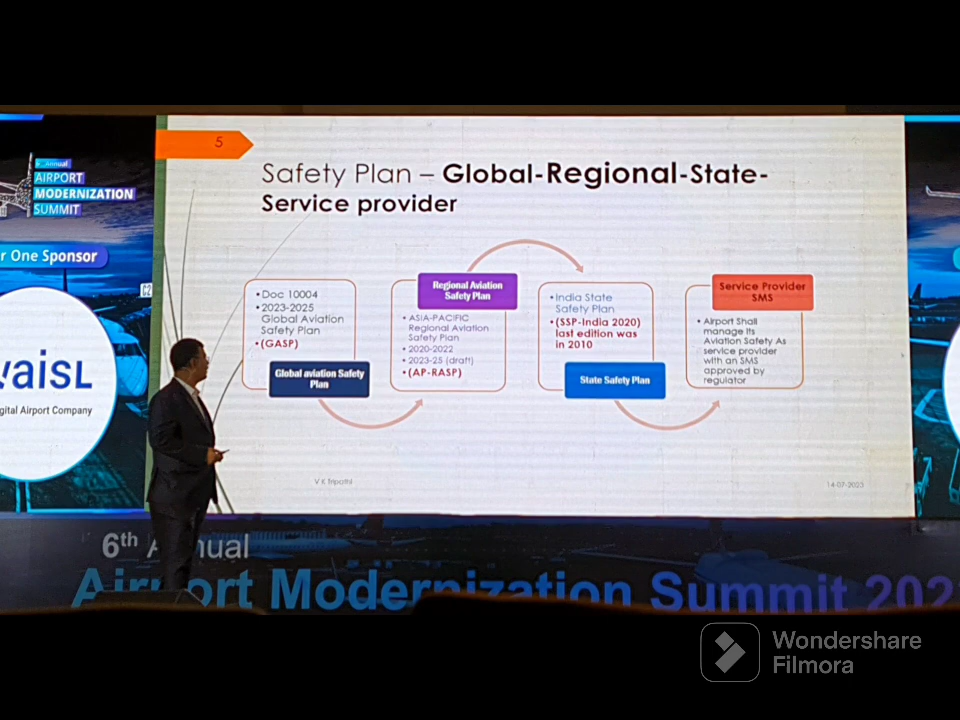 5
Safety Plan – Global-Regional-State-
Service provider
Annual
AIRPORT
MODERNIZATION
SUMMIT
r One Sponsor
vaisL
gital Airport Company
• Doc 10004
• 2023-2025
Global Aviation
Safety Plan
• (GASP)
Global aviation Safety
Plan
Regional Aviation
Safety Plan
• ASIA-PACIFIC
Regional Aviation
Safety Plan
• 2020-2022
• 2023-25 (draft)
• (AP-RASP)
• India State
Safety Plan
• (SSP-India 2020)
last edition was
in 2010
State Safety Plan
Service Provider
SMS
• Airport Shall
manage its
Aviation Safety As
service provider
with an SMS
approved by
regulator
V K Tripathi
14-07-2023
6th Annual
Airport Modernization Summit 202
Wondershare
Filmora